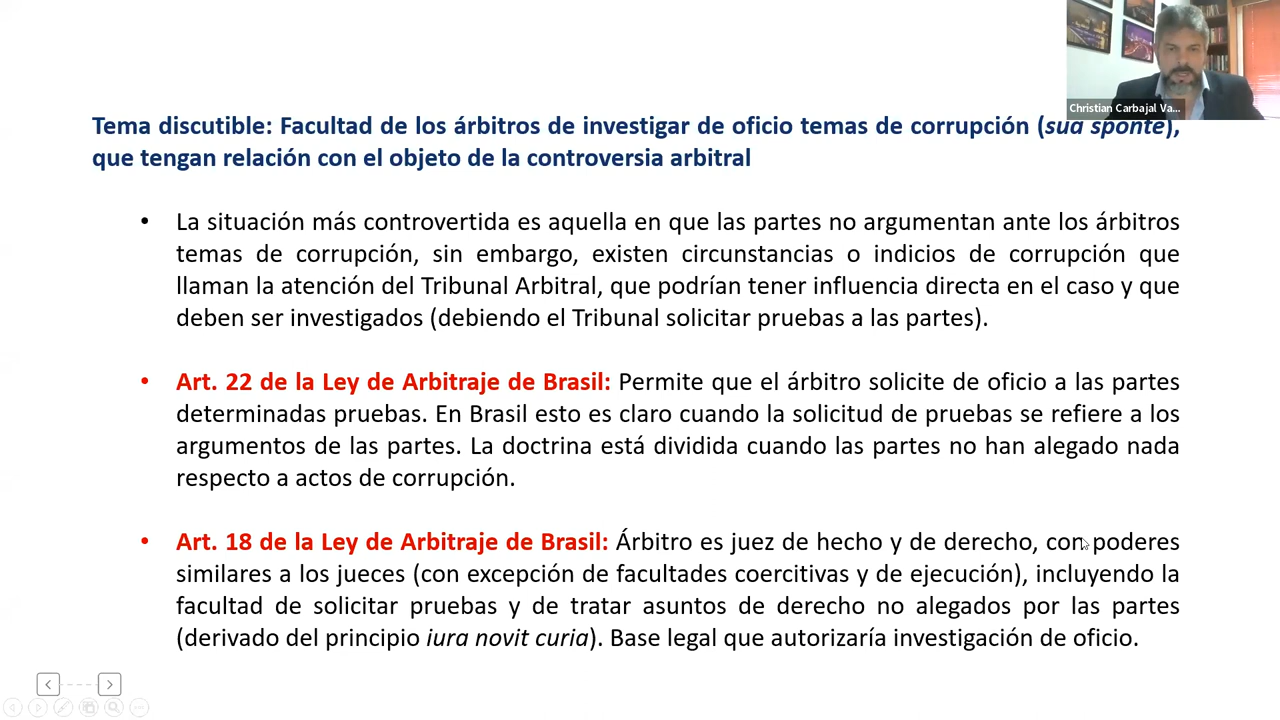 Christian Carbajal Va...
Tema discutible: Facultad de los árbitros de investigar de oficio temas de corrupción (sua sponte),
que tengan relación con el objeto de la controversia arbitral
• La situación más controvertida es aquella en que las partes no argumentan ante los árbitros
temas de corrupción, sin embargo, existen circunstancias o indicios de corrupción que
llaman la atención del Tribunal Arbitral, que podrían tener influencia directa en el caso y que
deben ser investigados (debiendo el Tribunal solicitar pruebas a las partes).
• Art. 22 de la Ley de Arbitraje de Brasil: Permite que el árbitro solicite de oficio a las partes
determinadas pruebas. En Brasil esto es claro cuando la solicitud de pruebas se refiere a los
argumentos de las partes. La doctrina está dividida cuando las partes no han alegado nada
respecto a actos de corrupción.
• Art. 18 de la Ley de Arbitraje de Brasil: Árbitro es juez de hecho y de derecho, con poderes
similares a los jueces (con excepción de facultades coercitivas y de ejecución), incluyendo la
facultad de solicitar pruebas y de tratar asuntos de derecho no alegados por las partes
(derivado del principio iura novit curia). Base legal que autorizaría investigación de oficio.